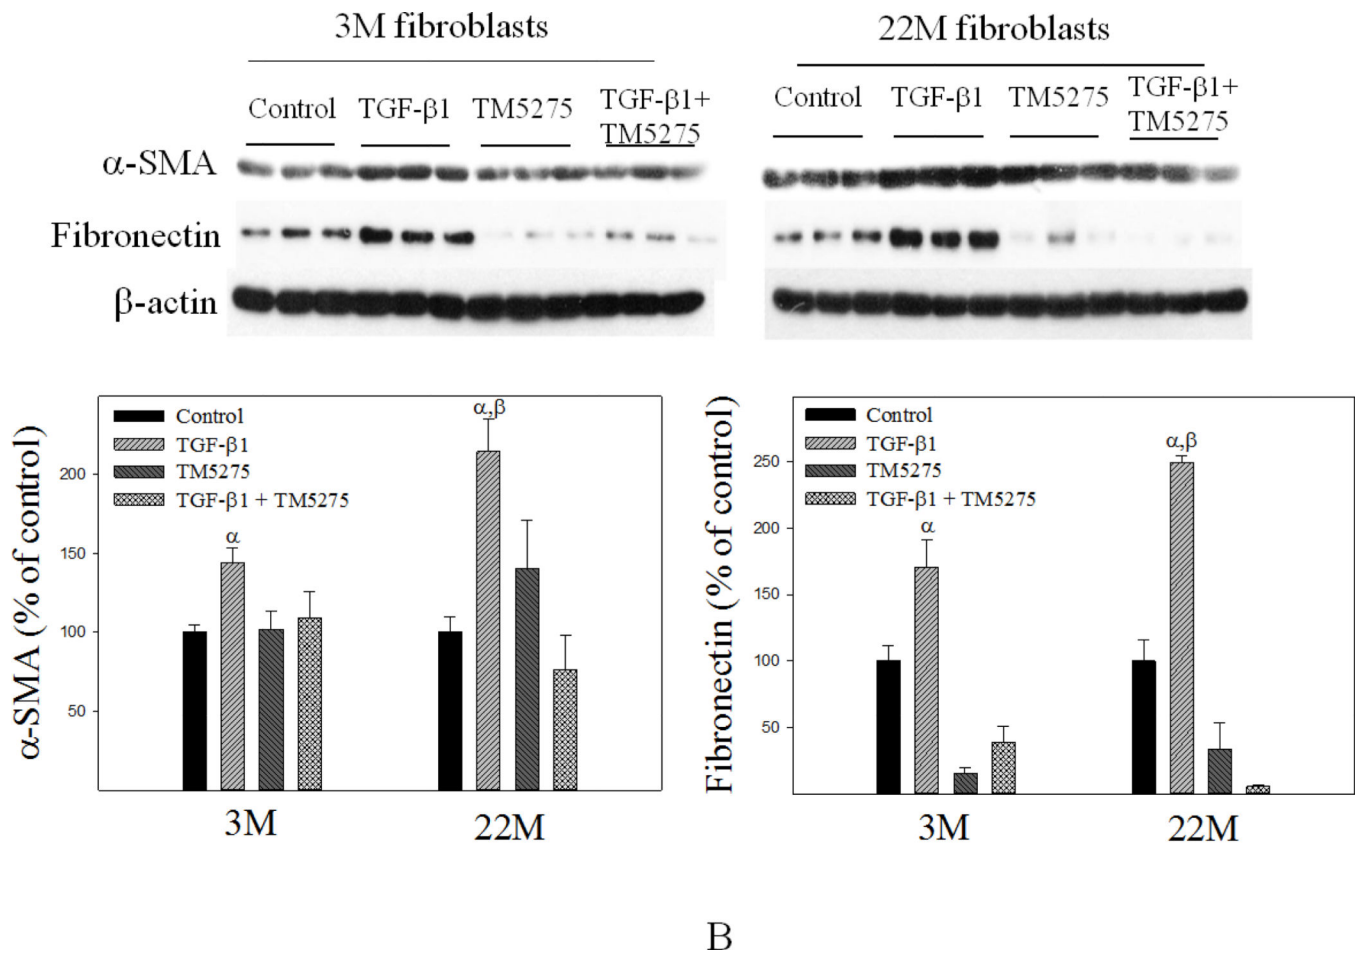 3M fibroblasts
22M fibroblasts
Control TGF-β1 TM5275 TGF-β1+
TM5275
Control TGF-β1 TM5275 TGF-β1+
TM5275
α-SMA
Fibronectin
β-actin
α-SMA (% of control)
200
150
100
50
Control
TGF-β1
TM5275
TGF-β1 + TM5275
α
α,β
3M
22M
Fibronectin (% of control)
250
200
150
100
50
Control
TGF-β1
TM5275
TGF-β1 + TM5275
α
α,β
3M
22M
B